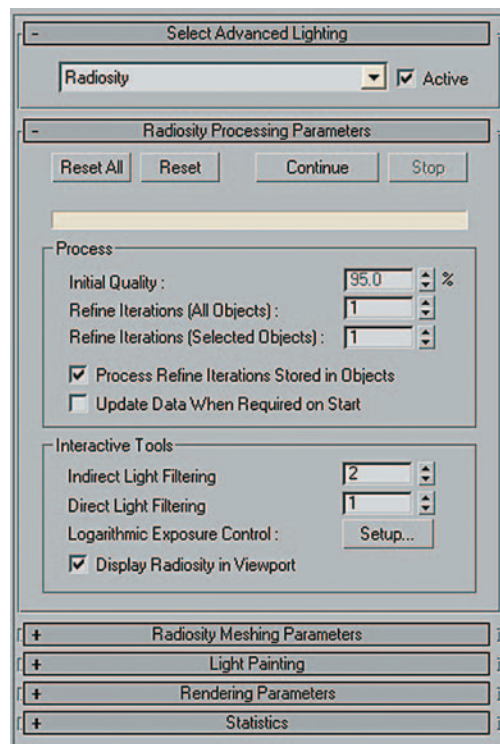 - Select Advanced Lighting
Radiosity Active
- Radiosity Processing Parameters
Reset All Reset Continue Stop
Process
Initial Quality : 95.0 %
Refine Iterations (All Objects) : 1
Refine Iterations (Selected Objects) : 1
Process Refine Iterations Stored in Objects
Update Data When Required on Start
Interactive Tools
Indirect Light Filtering 2
Direct Light Filtering 1
Logarithmic Exposure Control : Setup...
Display Radiosity in Viewport
+ Radiosity Meshing Parameters
+ Light Painting
+ Rendering Parameters
+ Statistics